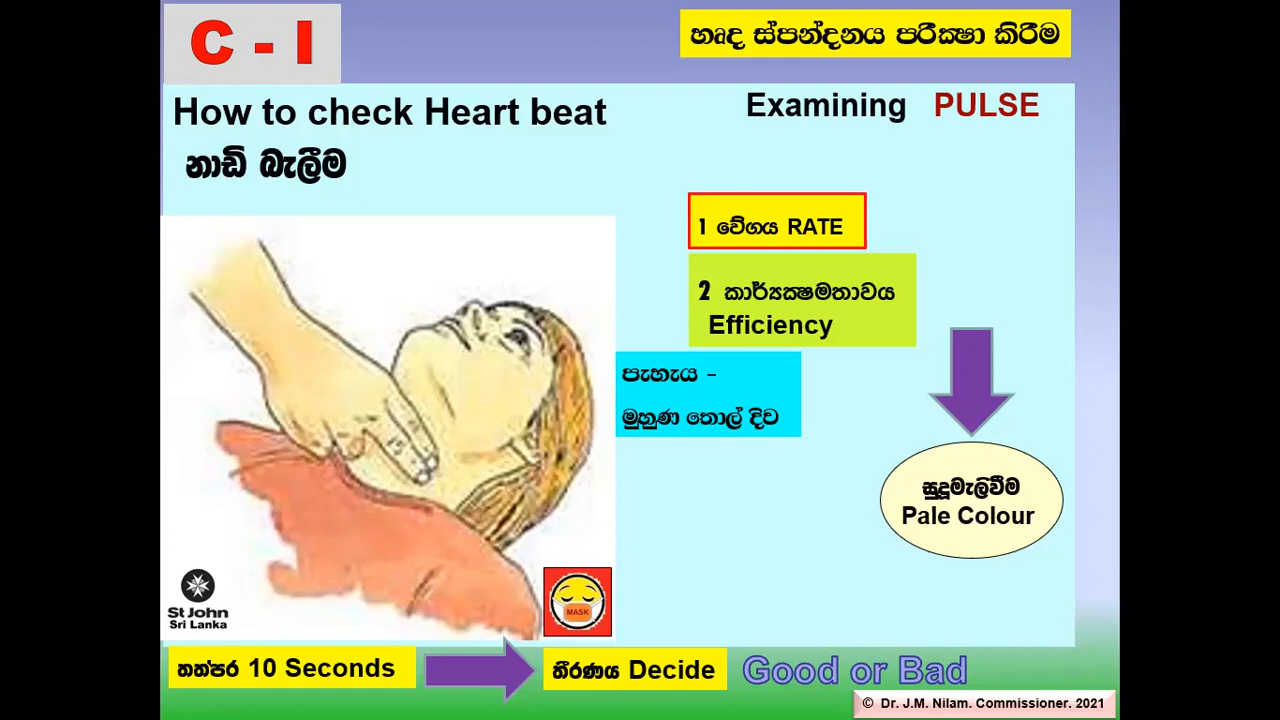 C - I
හෘද ස්පන්දනය පරීක්‍ෂා කිරීම
How to check Heart beat
Examining PULSE
නාඩි බැලීම
1 වේගය RATE
2 කාර්යක්‍ෂමතාවය
Efficiency
පැහැය -
මුහුණ තොල් දිව
සුදුමැලිවීම
Pale Colour
MASK
St John
Sri Lanka
තත්පර 10 Seconds
තීරණය Decide
Good or Bad
© Dr. J.M. Nilam. Commissioner. 2021